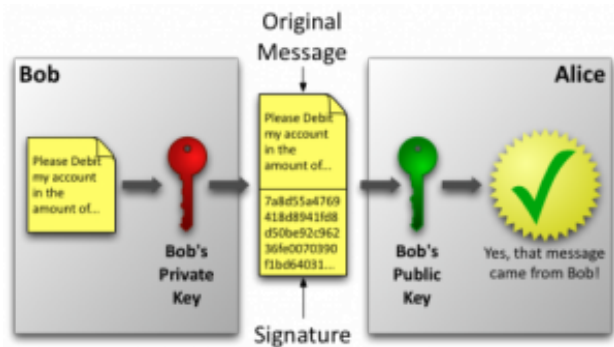 Original
Message
Bob
Alice
Please Debit
my account
in the
amount of...
Please Debit
my account
in the
amount of...
7a8d55a4769
418d8941fd8
d50be92c962
36fe0070390
f1bd64031...
Bob's
Private
Key
Bob's
Public
Key
Yes, that message
came from Bob!
Signature